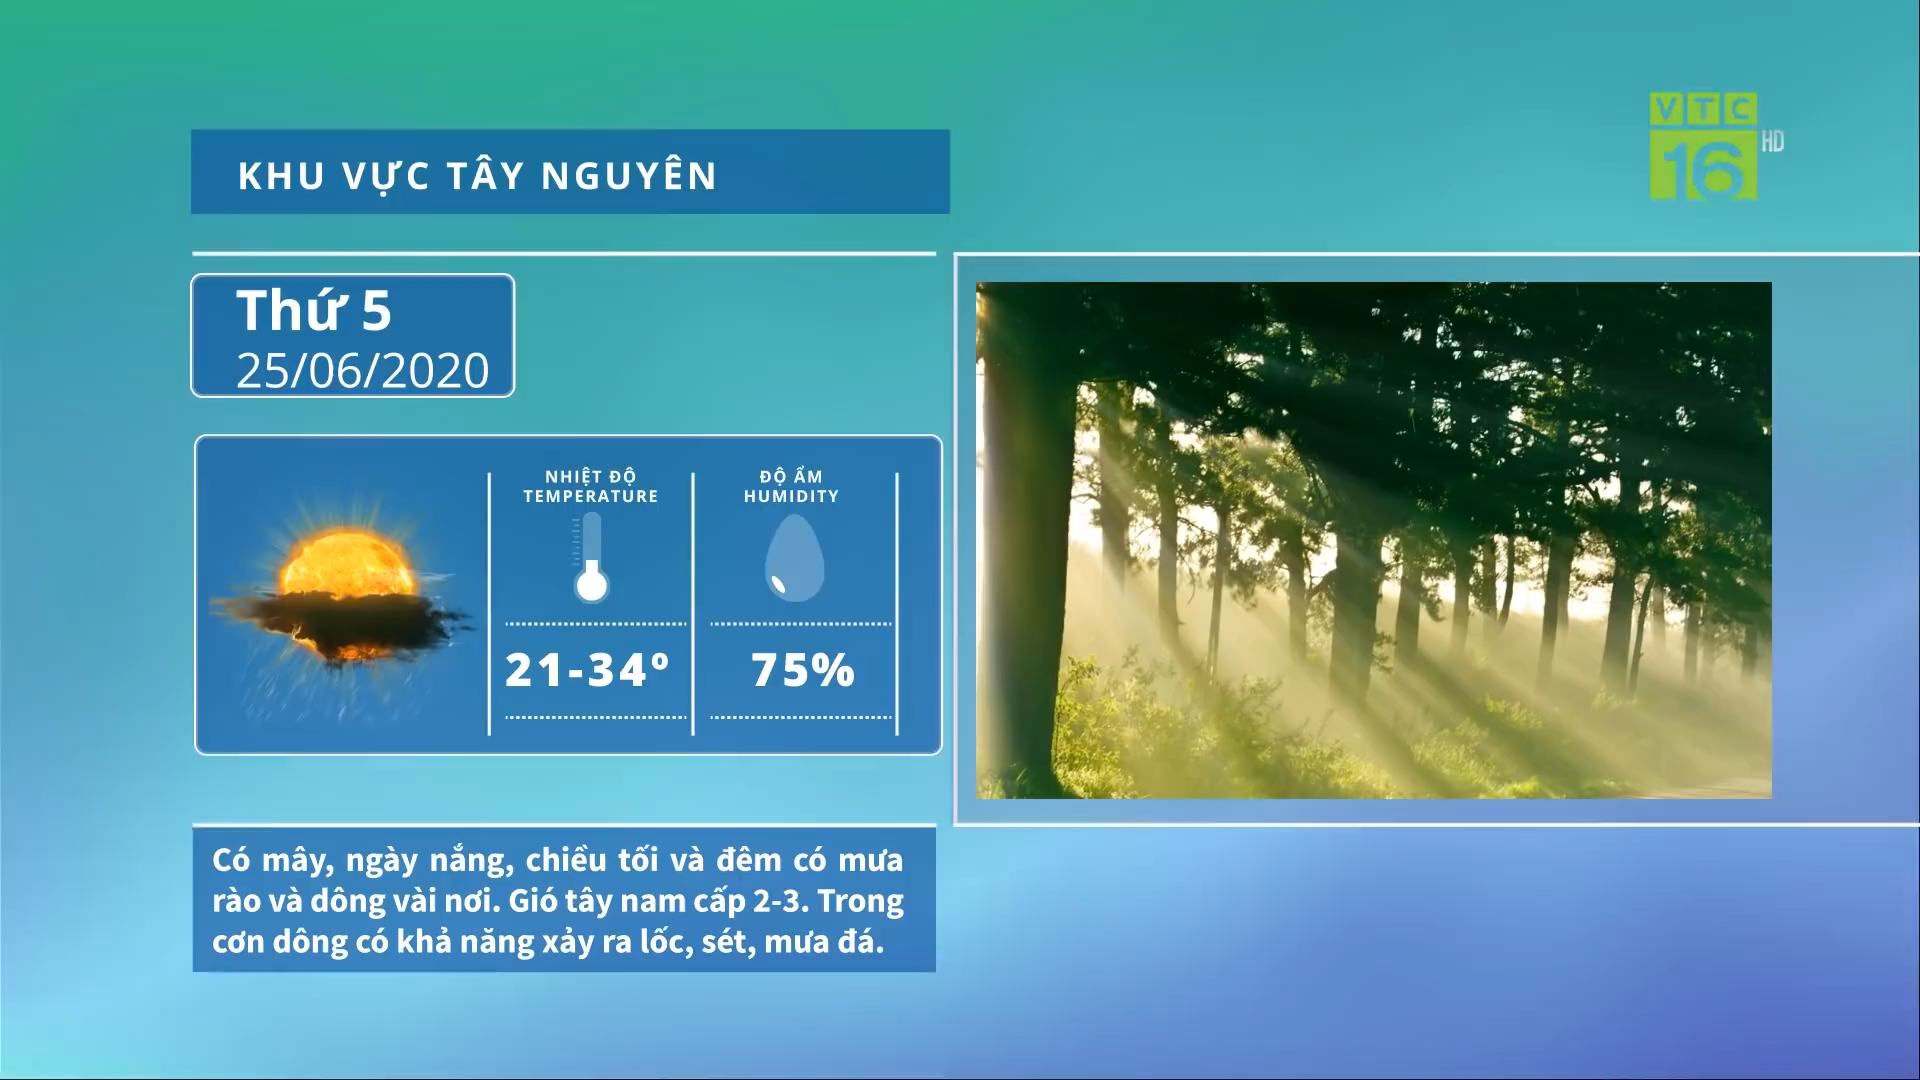 VTC
16 HD
KHU VỰC TÂY NGUYÊN
Thứ 5
25/06/2020
NHIỆT ĐỘ
TEMPERATURE
21-34º
ĐỘ ẨM
HUMIDITY
75%
Có mây, ngày nắng, chiều tối và đêm có mưa
rào và dông vài nơi. Gió tây nam cấp 2-3. Trong
cơn dông có khả năng xảy ra lốc, sét, mưa đá.